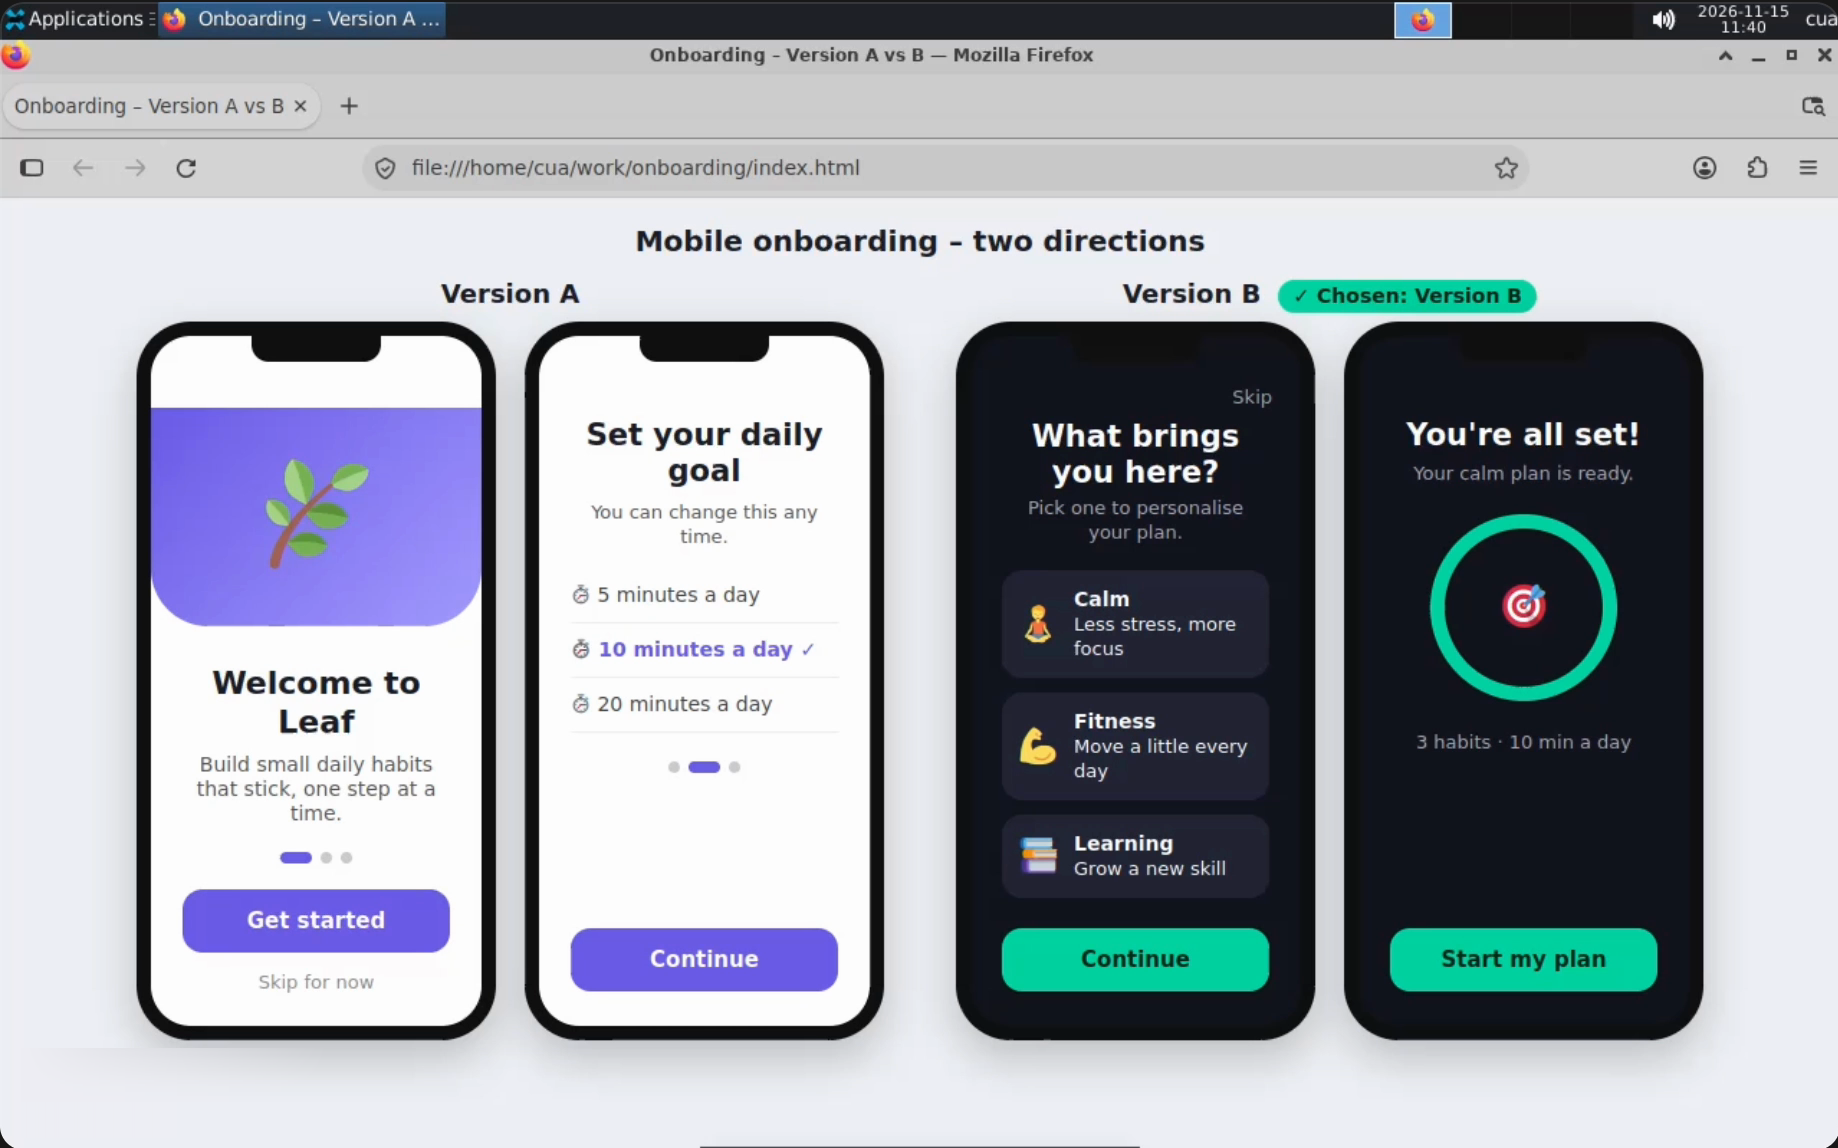 Applications
Onboarding – Version A ...
2026-11-15
11:40
cua
Onboarding – Version A vs B — Mozilla Firefox
Onboarding – Version A vs B
file:///home/cua/work/onboarding/index.html
Mobile onboarding – two directions
Version A
Version B
✓ Chosen: Version B
Welcome to
Leaf
Build small daily habits
that stick, one step at a
time.
Get started
Skip for now
Set your daily
goal
You can change this any
time.
5 minutes a day
10 minutes a day ✓
20 minutes a day
Continue
Skip
What brings
you here?
Pick one to personalise
your plan.
Calm
Less stress, more
focus
Fitness
Move a little every
day
Learning
Grow a new skill
Continue
You're all set!
Your calm plan is ready.
3 habits · 10 min a day
Start my plan